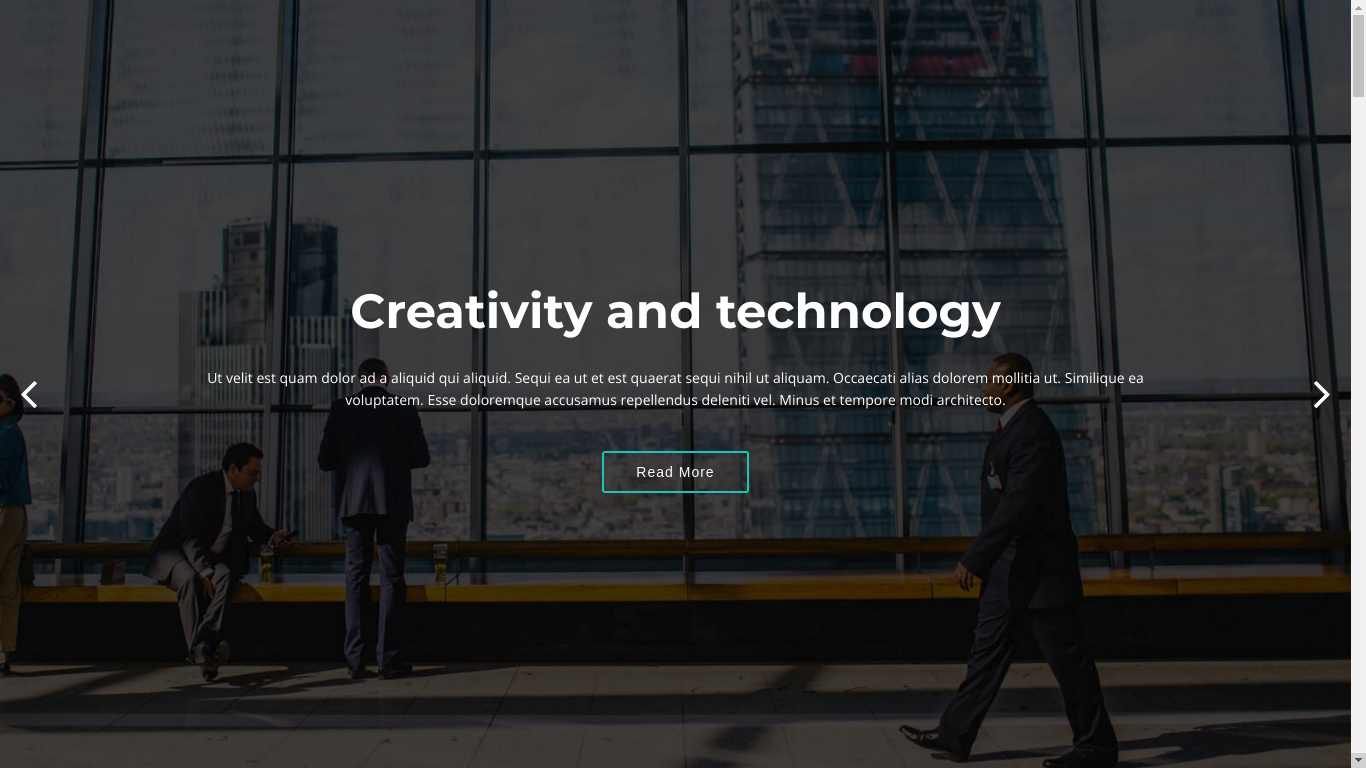 Creativity and technology
Ut velit est quam dolor ad a aliquid qui aliquid. Sequi ea ut et est quaerat sequi nihil ut aliquam. Occaecati alias dolorem mollitia ut. Similique ea
voluptatem. Esse doloremque accusamus repellendus deleniti vel. Minus et tempore modi architecto.
Read More